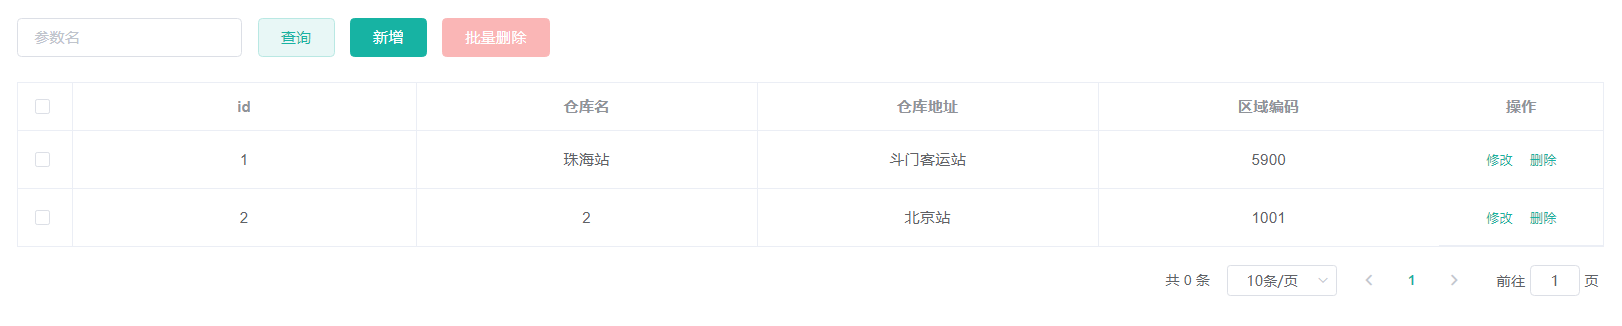 参数名 查询 新增 批量删除
id 仓库名 仓库地址 区域编码 操作
1 珠海站 斗门客运站 5900 修改 删除
2 2 北京站 1001 修改 删除
共 0 条 10条/页 1 前往 1 页